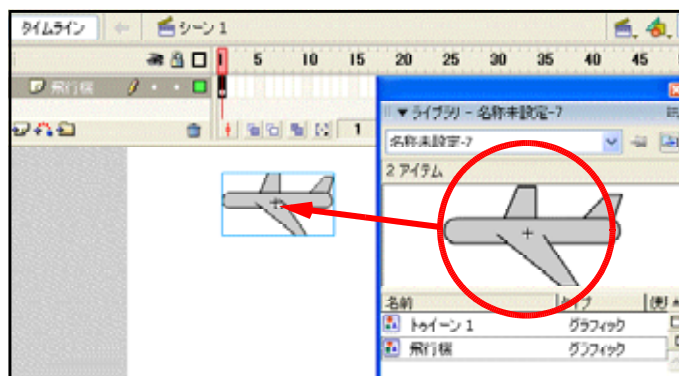 タイムライン シーン 1
1 5 10 15 20 25 30 35 40 45
飛行機
1
▼ ライブラリ - 名称未設定-7
名称未設定-7
2 アイテム
名前 タイプ
トゥイーン 1 グラフィック
飛行機 グラフィック